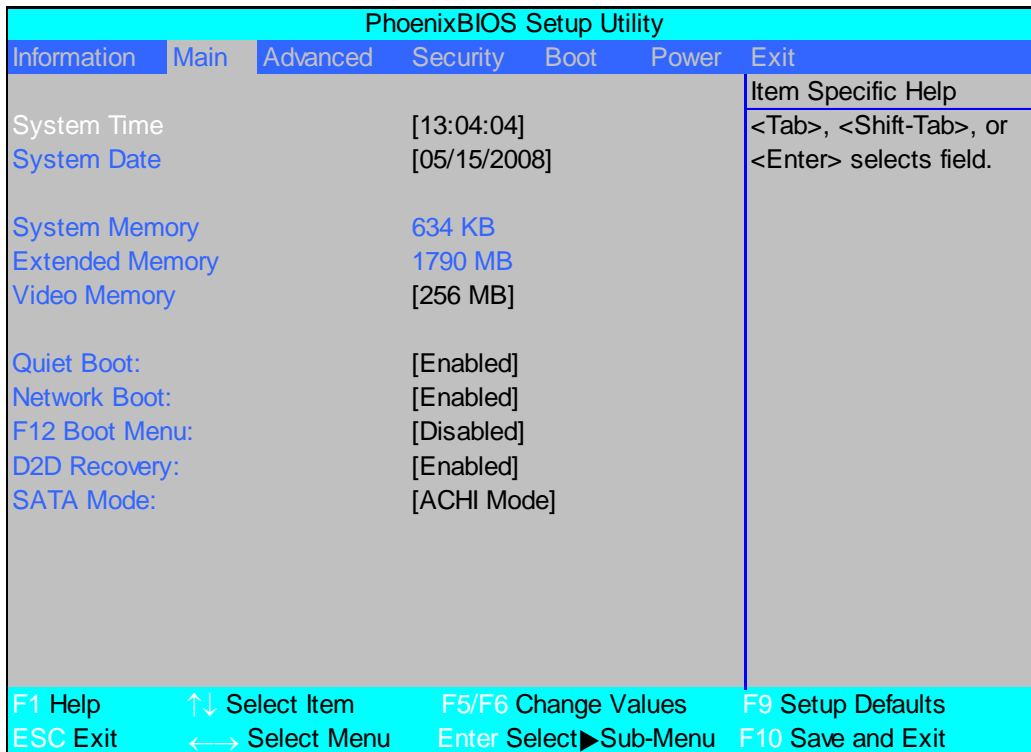 PhoenixBIOS Setup Utility
Information Main Advanced Security Boot Power Exit
Item Specific Help
System Time [13:04:04] <Tab>, <Shift-Tab>, or
System Date [05/15/2008] <Enter> selects field.
System Memory 634 KB
Extended Memory 1790 MB
Video Memory [256 MB]
Quiet Boot: [Enabled]
Network Boot: [Enabled]
F12 Boot Menu: [Disabled]
D2D Recovery: [Enabled]
SATA Mode: [ACHI Mode]
F1 Help ↑↓ Select Item F5/F6 Change Values F9 Setup Defaults
ESC Exit ←→ Select Menu Enter Select▶Sub-Menu F10 Save and Exit